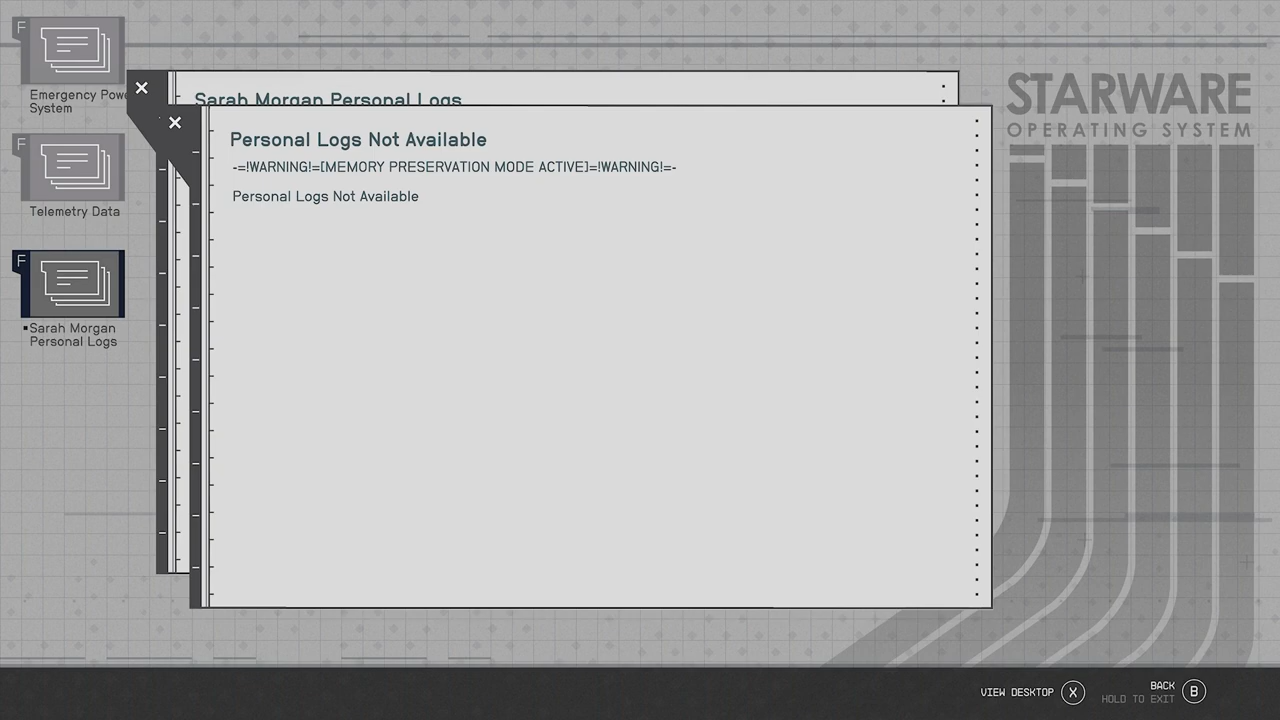 F
Emergency Pow
System
F
Telemetry Data
F
Sarah Morgan
Personal Logs
Sarah Morgan Personal Logs
Personal Logs Not Available
-=!WARNING!=[MEMORY PRESERVATION MODE ACTIVE]=!WARNING!=-
Personal Logs Not Available
STARWARE
OPERATING SYSTEM
VIEW DESKTOP X
BACK B
HOLD TO EXIT